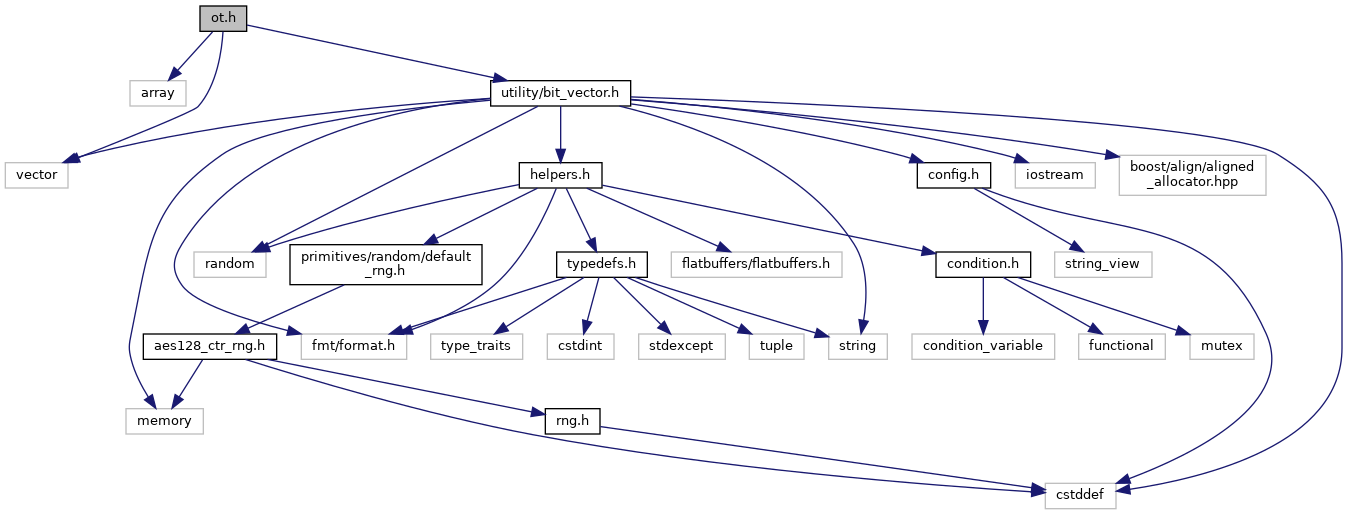 ot.h
array
utility/bit_vector.h
vector
helpers.h
config.h
iostream
boost/align/aligned
_allocator.hpp
random
primitives/random/default
_rng.h
typedefs.h
flatbuffers/flatbuffers.h
condition.h
string_view
aes128_ctr_rng.h
fmt/format.h
type_traits
cstdint
stdexcept
tuple
string
condition_variable
functional
mutex
memory
rng.h
cstddef